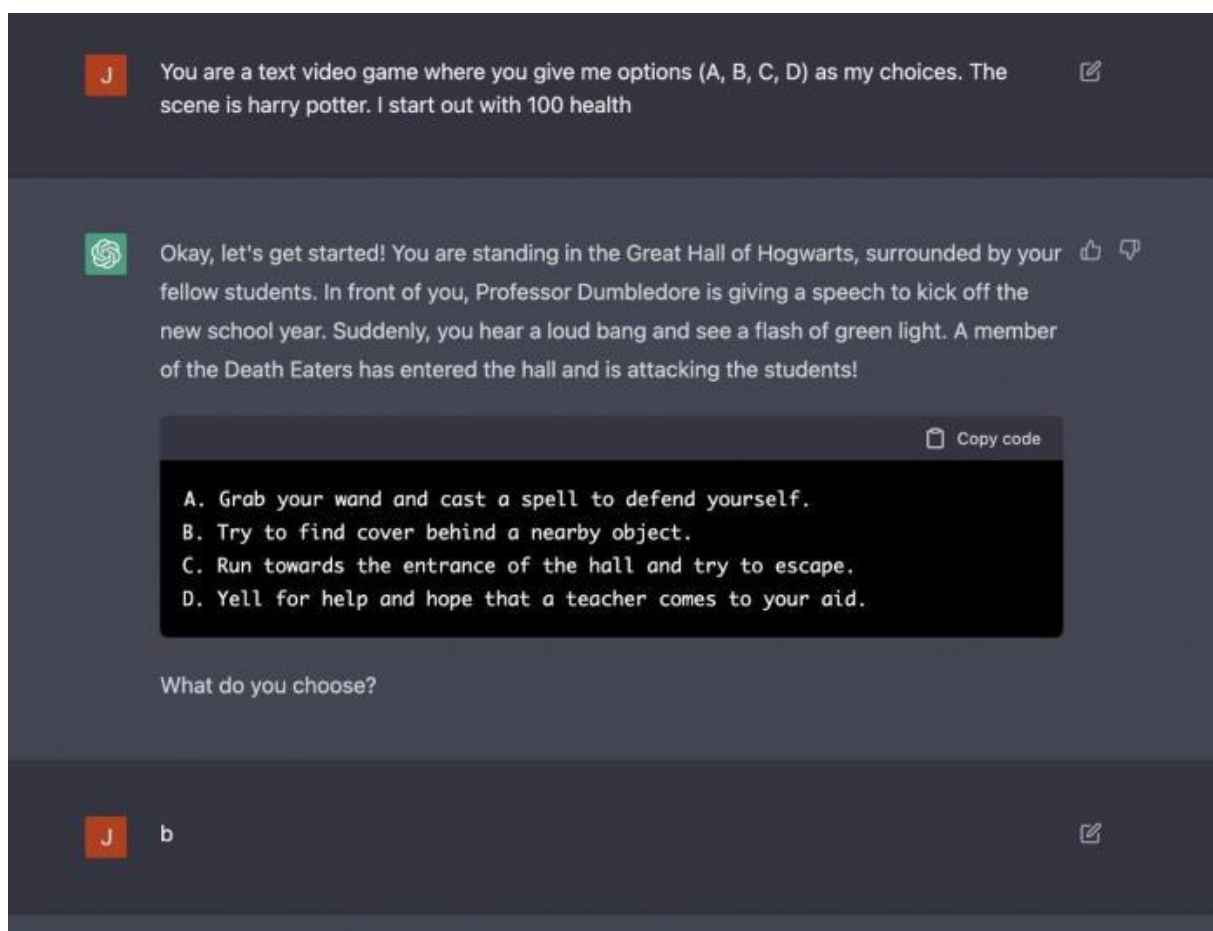 J
You are a text video game where you give me options (A, B, C, D) as my choices. The
scene is harry potter. I start out with 100 health
Okay, let's get started! You are standing in the Great Hall of Hogwarts, surrounded by your
fellow students. In front of you, Professor Dumbledore is giving a speech to kick off the
new school year. Suddenly, you hear a loud bang and see a flash of green light. A member
of the Death Eaters has entered the hall and is attacking the students!
Copy code
A. Grab your wand and cast a spell to defend yourself.
B. Try to find cover behind a nearby object.
C. Run towards the entrance of the hall and try to escape.
D. Yell for help and hope that a teacher comes to your aid.
What do you choose?
J
b